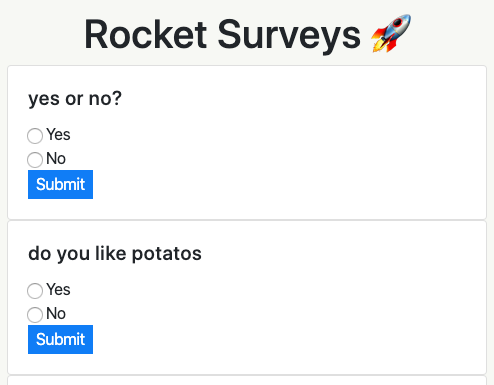 Rocket Surveys 🚀
yes or no?
Yes
No
Submit
do you like potatos
Yes
No
Submit